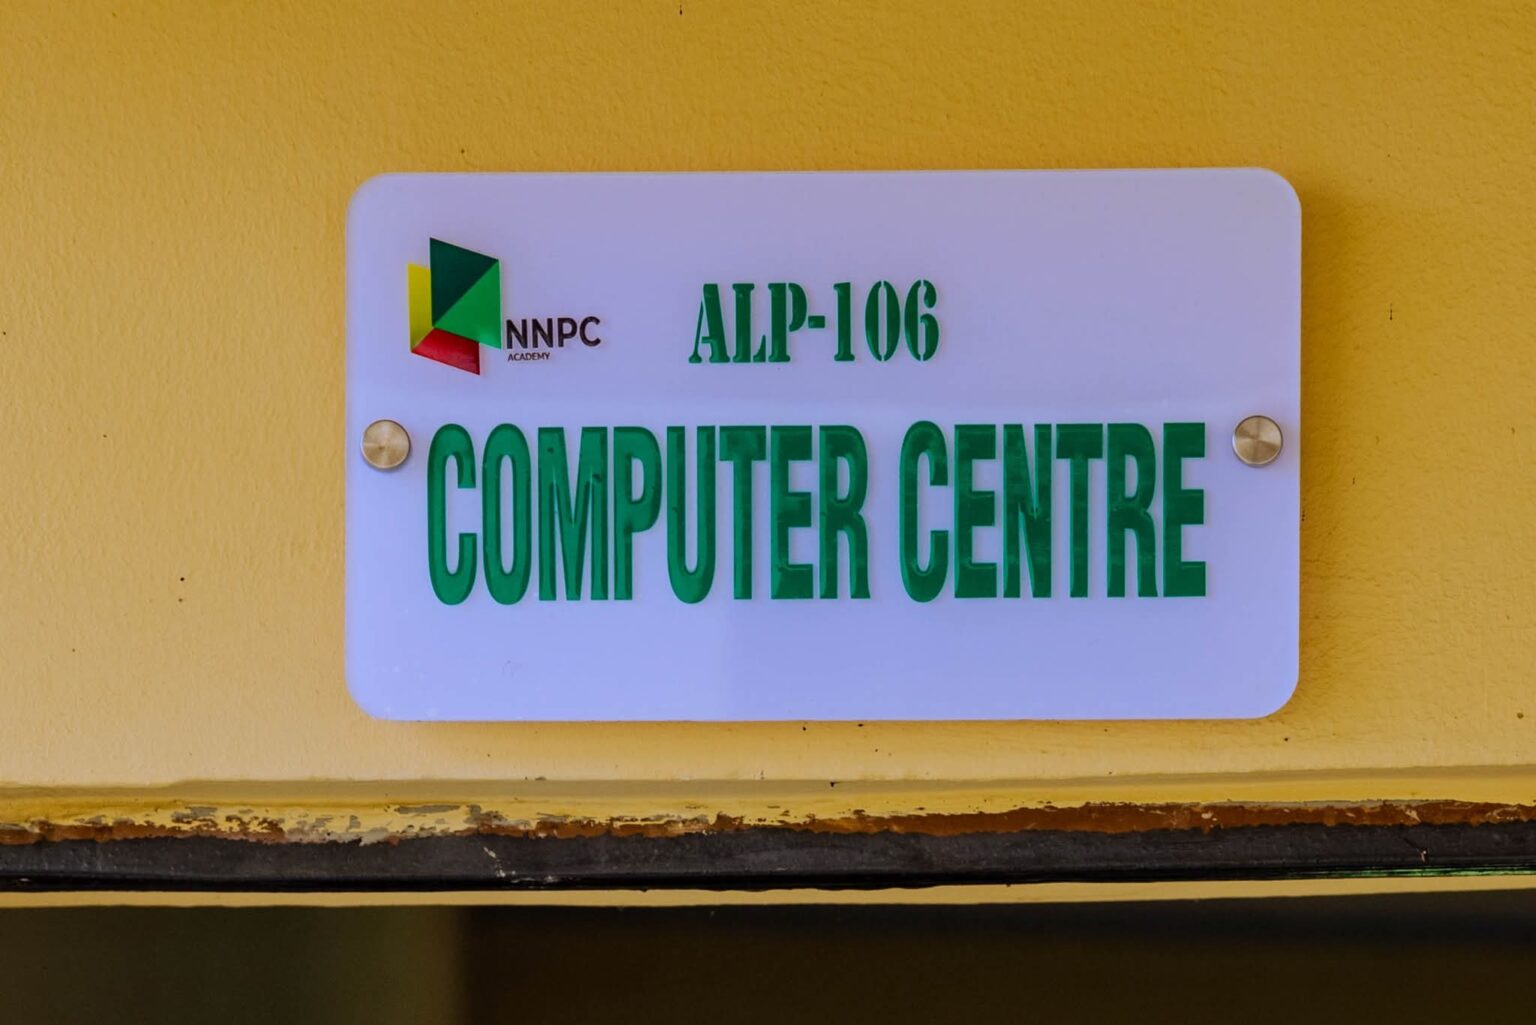 NNPC
ACADEMY
ALP-106
COMPUTER CENTRE